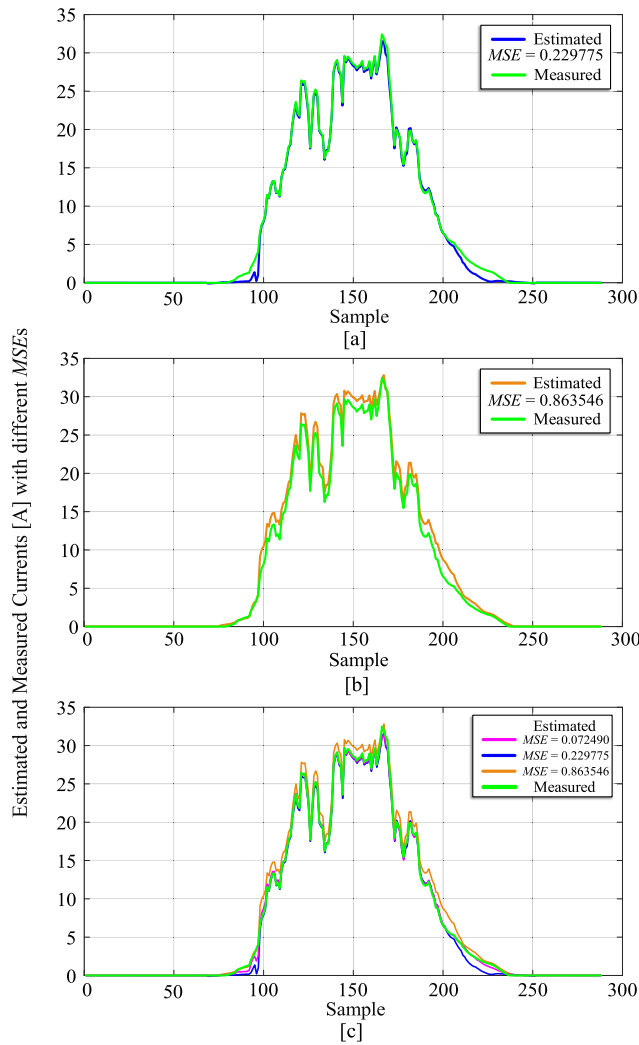 Estimated and Measured Currents [A] with different MSEs
35
30
25
20
15
10
5
0
Estimated
MSE = 0.229775
Measured
0 50 100 150 200 250 300
Sample
[a]
35
30
25
20
15
10
5
0
Estimated
MSE = 0.863546
Measured
0 50 100 150 200 250 300
Sample
[b]
35
30
25
20
15
10
5
0
Estimated
MSE = 0.072490
MSE = 0.229775
MSE = 0.863546
Measured
0 50 100 150 200 250 300
Sample
[c]